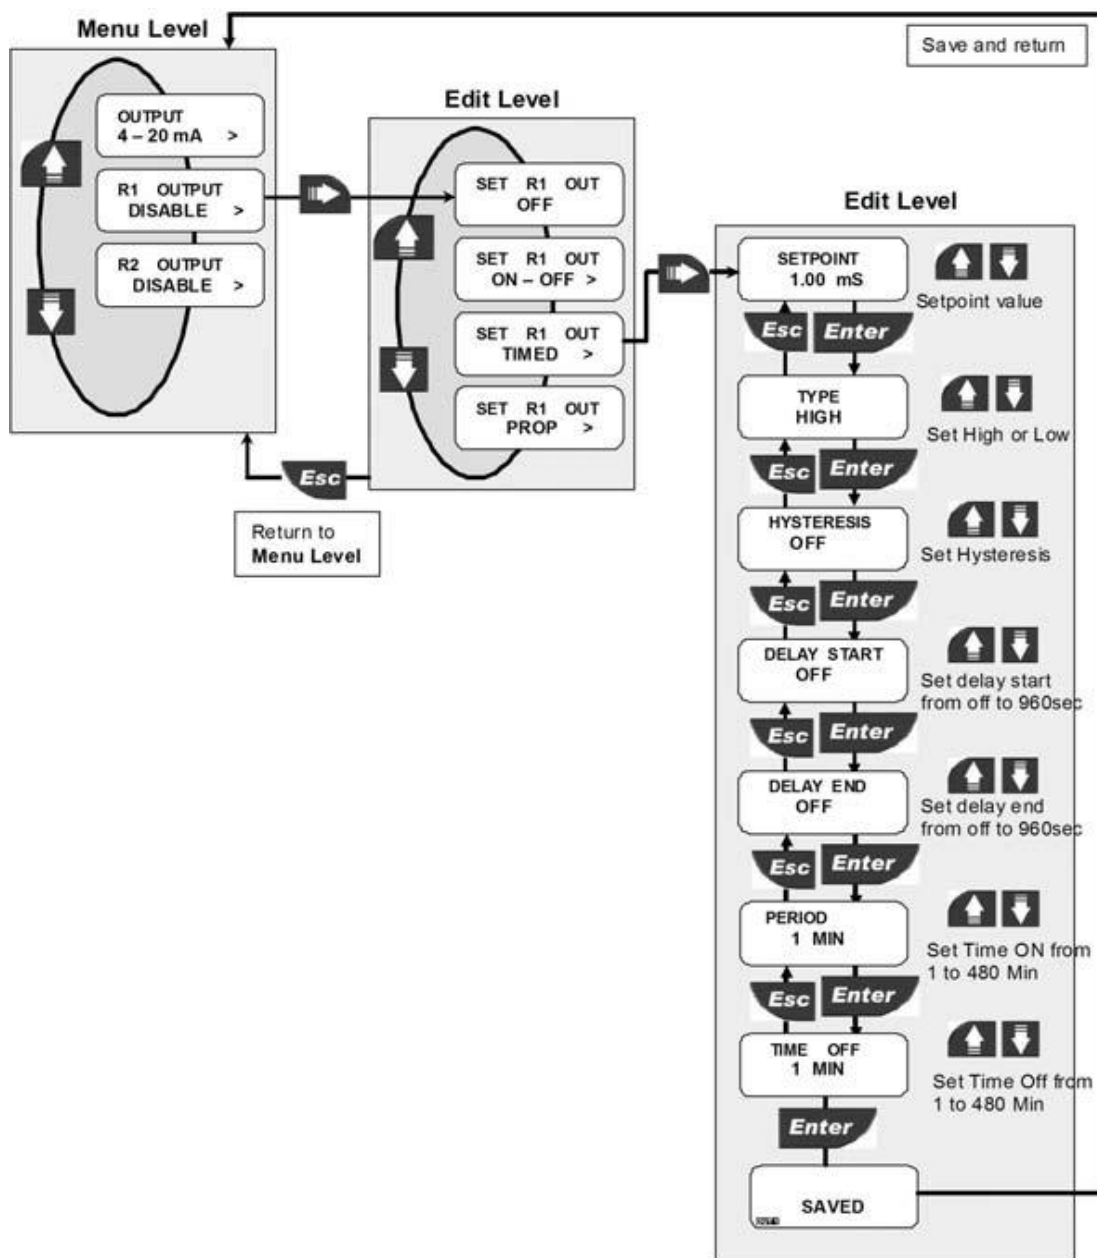 Menu Level
Save and return
OUTPUT
4 – 20 mA >
R1 OUTPUT
DISABLE >
R2 OUTPUT
DISABLE >
Edit Level
SET R1 OUT
OFF
SET R1 OUT
ON – OFF >
SET R1 OUT
TIMED >
SET R1 OUT
PROP >
Esc
Return to
Menu Level
Edit Level
SETPOINT
1.00 mS
Setpoint value
Esc Enter
TYPE
HIGH
Set High or Low
Esc Enter
HYSTERESIS
OFF
Set Hysteresis
Esc Enter
DELAY START
OFF
Set delay start
from off to 960sec
Esc Enter
DELAY END
OFF
Set delay end
from off to 960sec
Esc Enter
PERIOD
1 MIN
Set Time ON from
1 to 480 Min
Esc Enter
TIME OFF
1 MIN
Set Time Off from
1 to 480 Min
Enter
SAVED